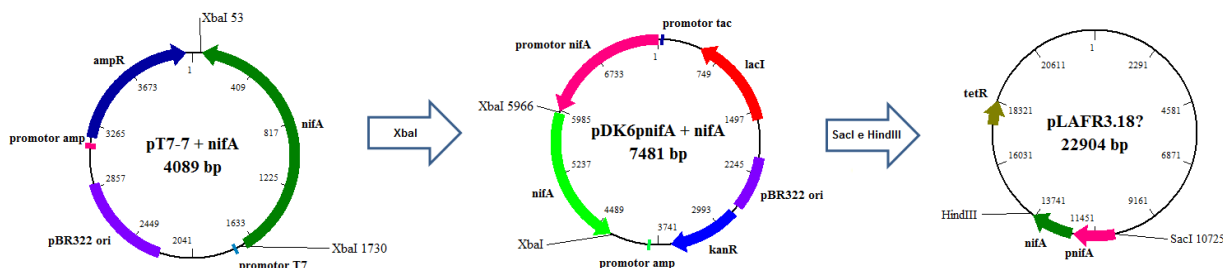 XbaI 53
ampR
1
3673
409
nifA
promotor amp
3265
817
pT7-7 + nifA
4089 bp
2857
1225
pBR322 ori
2449
1633
2041
XbaI 1730
promotor T7
XbaI
promotor tac
promotor nifA
lacI
1
749
6733
XbaI 5966
5985
1497
pDK6pnifA + nifA
7481 bp
5237
2245
nifA
pBR322 ori
4489
2993
3741
XbaI
kanR
promotor amp
SacI e HindIII
1
20611
2291
tetR
18321
4581
pLAFR3.18?
22904 bp
16031
6871
HindIII
13741
9161
11451
nifA
pnifA
SacI 10725